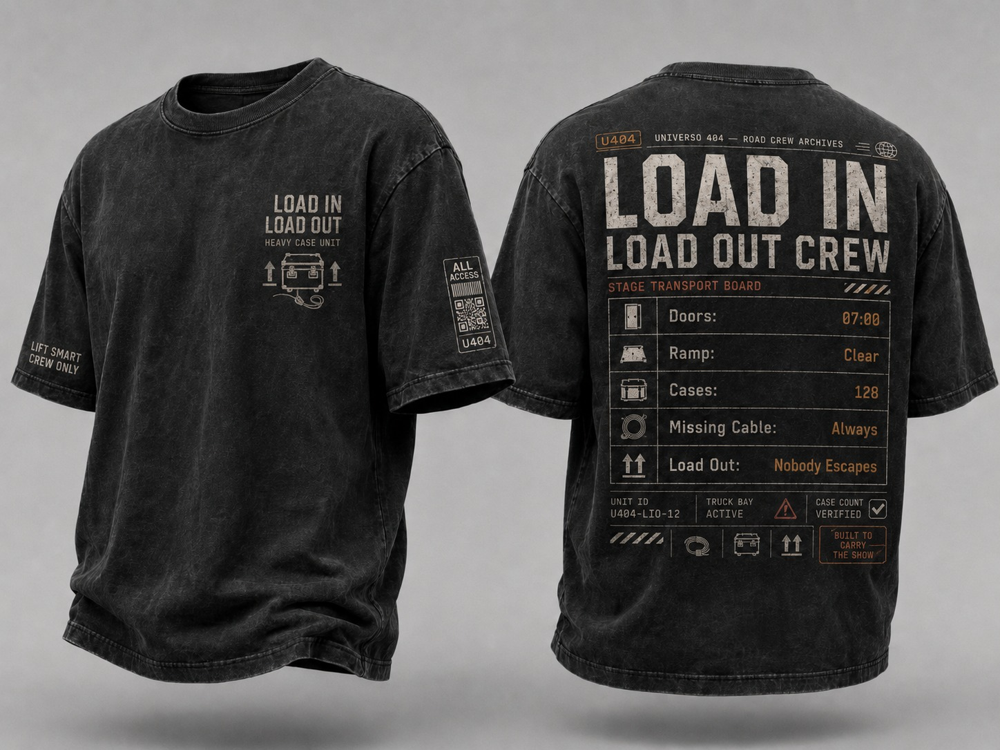 LOAD IN
LOAD OUT
HEAVY CASE UNIT
LIFT SMART
CREW ONLY
ALL
ACCESS
U404
U404
UNIVERSO 404 — ROAD CREW ARCHIVES
LOAD IN
LOAD OUT CREW
STAGE TRANSPORT BOARD
Doors: 07:00
Ramp: Clear
Cases: 128
Missing Cable: Always
Load Out: Nobody Escapes
UNIT ID
U404-LIO-12
TRUCK BAY
ACTIVE
CASE COUNT
VERIFIED
BUILT TO
CARRY
THE SHOW